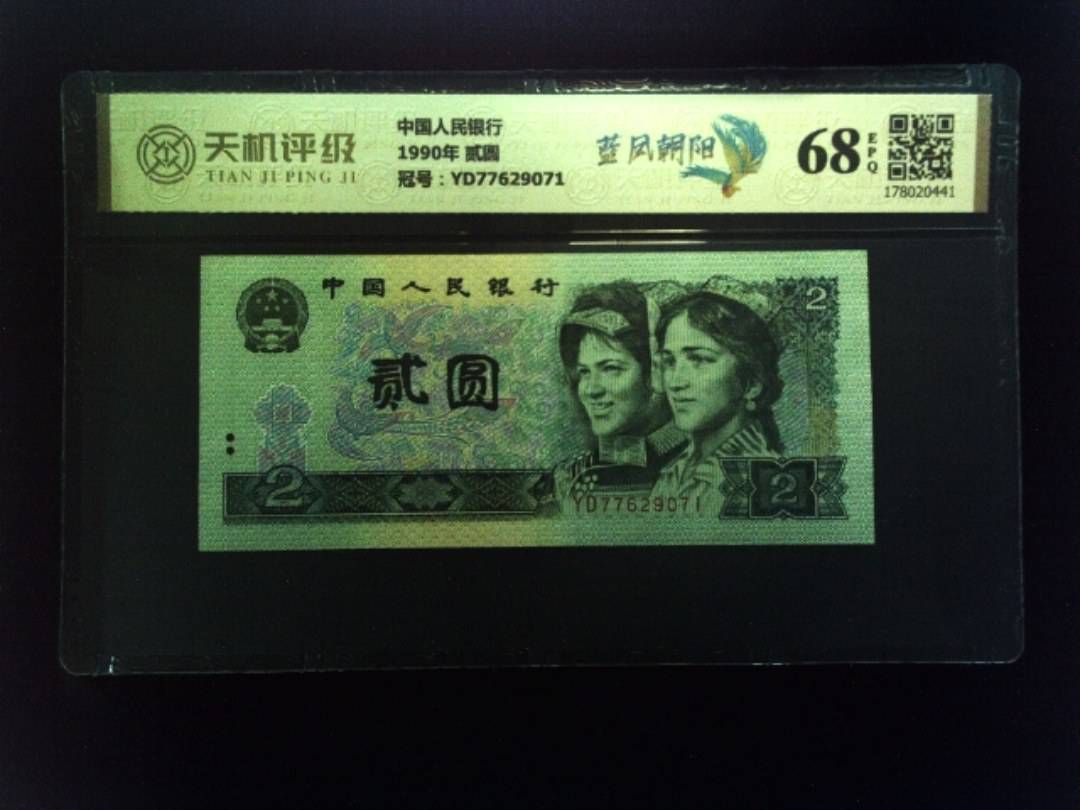 天机评级
TIAN JI PING JI
中国人民银行
1990年 贰圆
冠号：YD77629071
蓝凤朝阳
68
EPQ
178020441
中国人民银行
2
贰圆
2
YD77629071
2